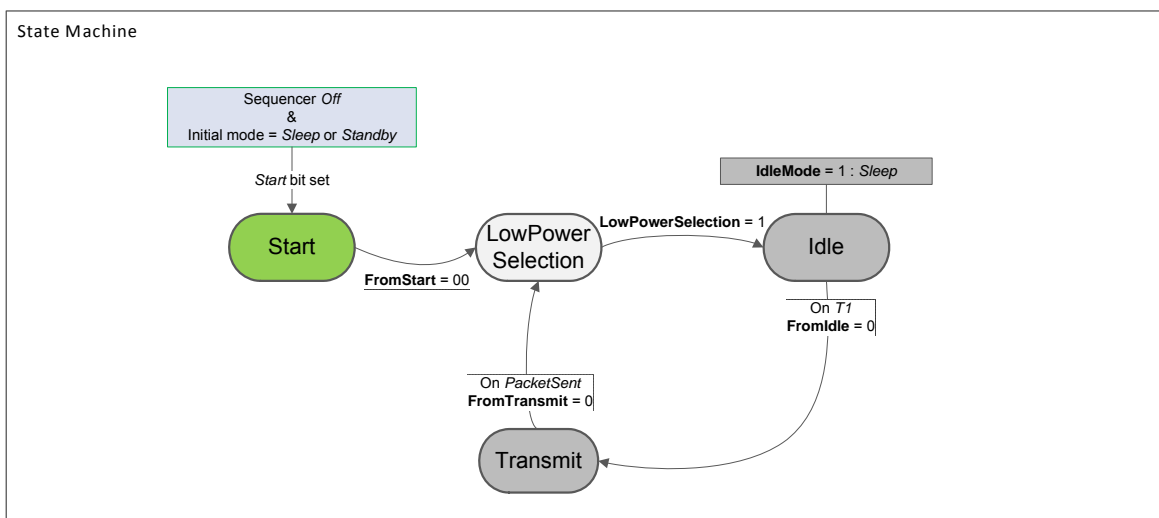 State Machine
Sequencer Off
&
Initial mode = Sleep or Standby
Start bit set
IdleMode = 1 : Sleep
Start
FromStart = 00
LowPower
Selection
LowPowerSelection = 1
Idle
On T1
FromIdle = 0
On PacketSent
FromTransmit = 0
Transmit